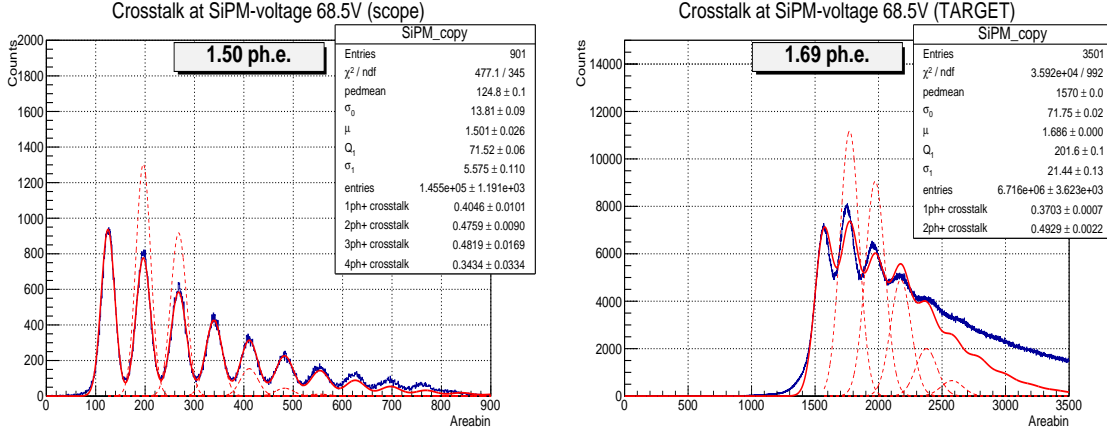 Crosstalk at SiPM-voltage 68.5V (scope)
Counts
2000
1800
1600
1400
1200
1000
800
600
400
200
0
0 100 200 300 400 500 600 700 800 900
Areabin
1.50 ph.e.
SiPM_copy
Entries 901
χ² / ndf 477.1 / 345
pedmean 124.8 ± 0.1
σ₀ 13.81 ± 0.09
μ 1.501 ± 0.026
Q₁ 71.52 ± 0.06
σ₁ 5.575 ± 0.110
entries 1.455e+05 ± 1.191e+03
1ph+ crosstalk 0.4046 ± 0.0101
2ph+ crosstalk 0.4759 ± 0.0090
3ph+ crosstalk 0.4819 ± 0.0169
4ph+ crosstalk 0.3434 ± 0.0334
Crosstalk at SiPM-voltage 68.5V (TARGET)
Counts
14000
12000
10000
8000
6000
4000
2000
0
0 500 1000 1500 2000 2500 3000 3500
Areabin
1.69 ph.e.
SiPM_copy
Entries 3501
χ² / ndf 3.592e+04 / 992
pedmean 1570 ± 0.0
σ₀ 71.75 ± 0.02
μ 1.686 ± 0.000
Q₁ 201.6 ± 0.1
σ₁ 21.44 ± 0.13
entries 6.716e+06 ± 3.623e+03
1ph+ crosstalk 0.3703 ± 0.0007
2ph+ crosstalk 0.4929 ± 0.0022